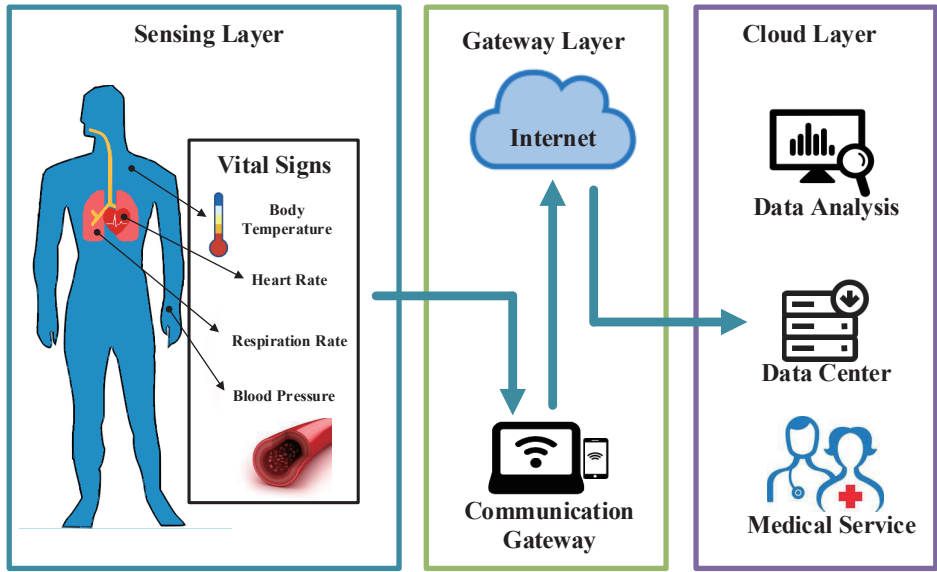 Sensing Layer
Vital Signs
Body
Temperature
Heart Rate
Respiration Rate
Blood Pressure
Gateway Layer
Internet
Communication
Gateway
Cloud Layer
Data Analysis
Data Center
Medical Service